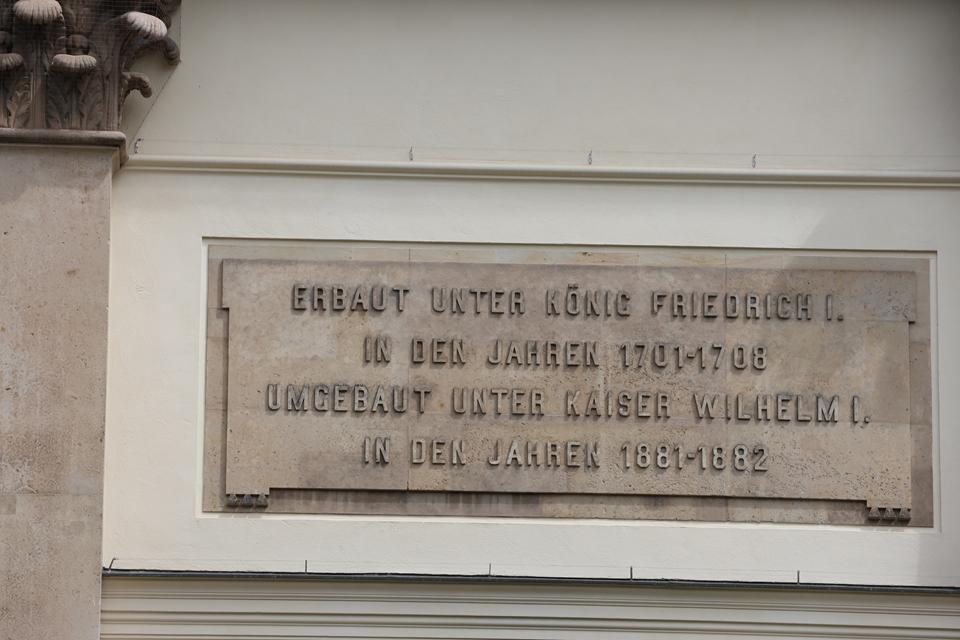 ERBAUT UNTER KÖNIG FRIEDRICH I.
IN DEN JAHREN 1701-1708
UMGEBAUT UNTER KAISER WILHELM I.
IN DEN JAHREN 1881-1882